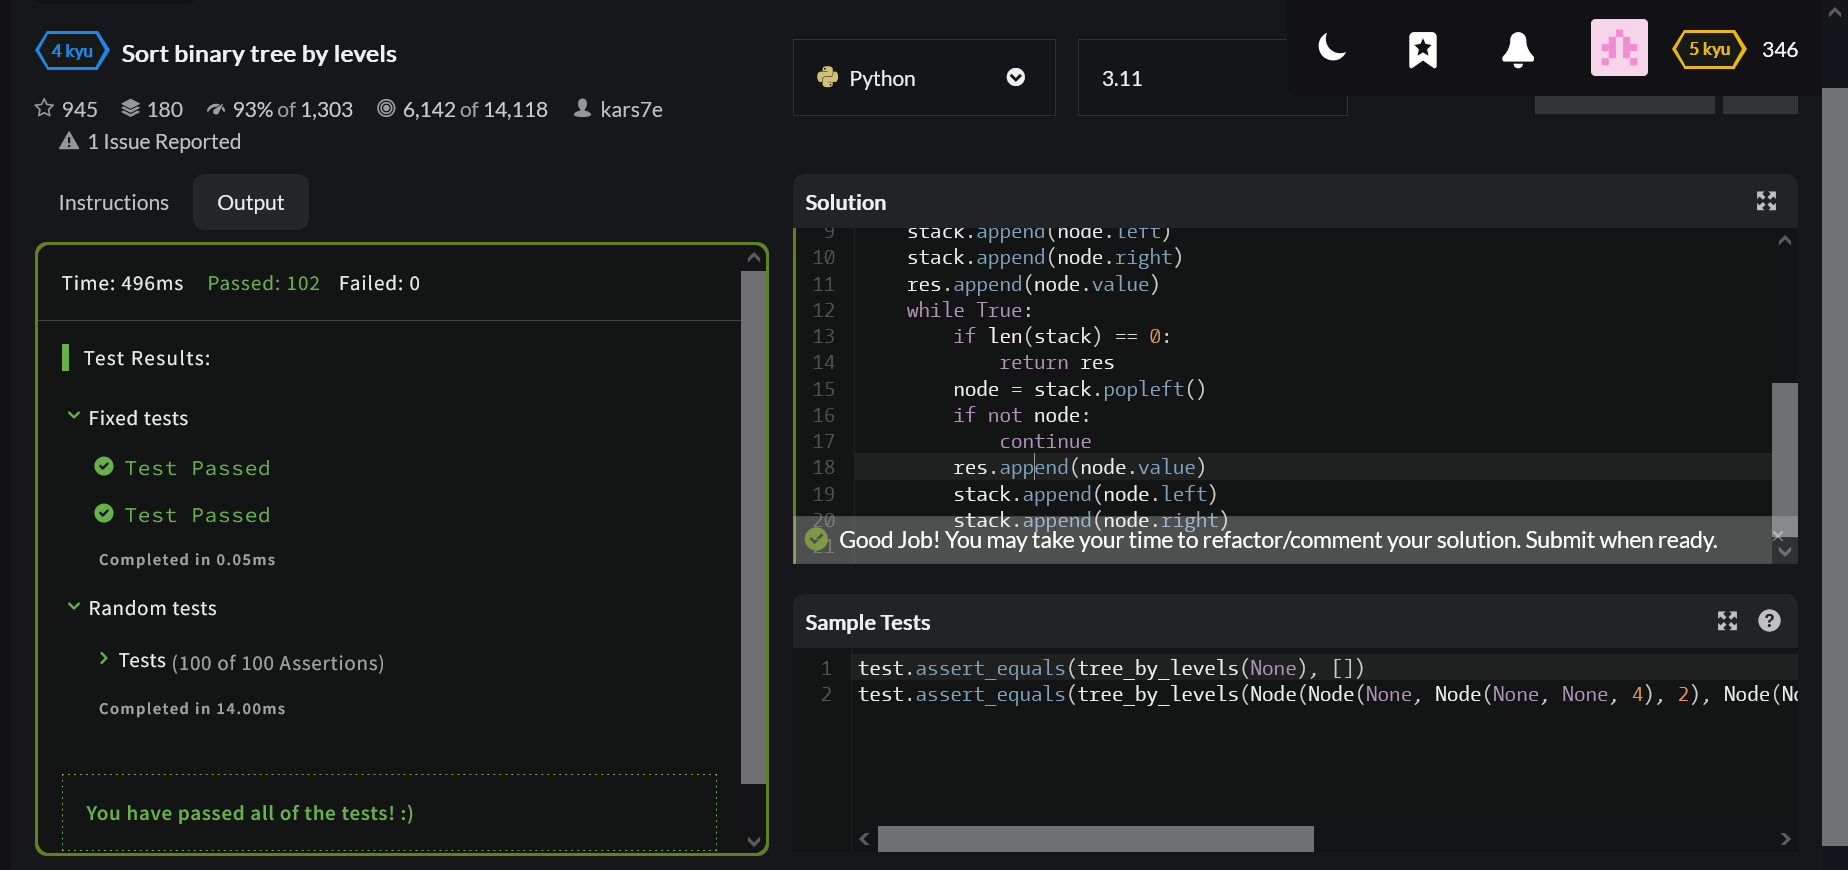 4 kyu Sort binary tree by levels
945 180 93% of 1,303 6,142 of 14,118 kars7e
1 Issue Reported
Python
3.11
5 kyu 346
Instructions Output
Time: 496ms Passed: 102 Failed: 0
Test Results:
Fixed tests
Test Passed
Test Passed
Completed in 0.05ms
Random tests
Tests (100 of 100 Assertions)
Completed in 14.00ms
You have passed all of the tests! :)
Solution
9 stack.append(node.left)
10 stack.append(node.right)
11 res.append(node.value)
12 while True:
13 if len(stack) == 0:
14 return res
15 node = stack.popleft()
16 if not node:
17 continue
18 res.append(node.value)
19 stack.append(node.left)
20 stack.append(node.right)
21
Good Job! You may take your time to refactor/comment your solution. Submit when ready.
Sample Tests
1 test.assert_equals(tree_by_levels(None), [])
2 test.assert_equals(tree_by_levels(Node(Node(None, Node(None, None, 4), 2), Node(No